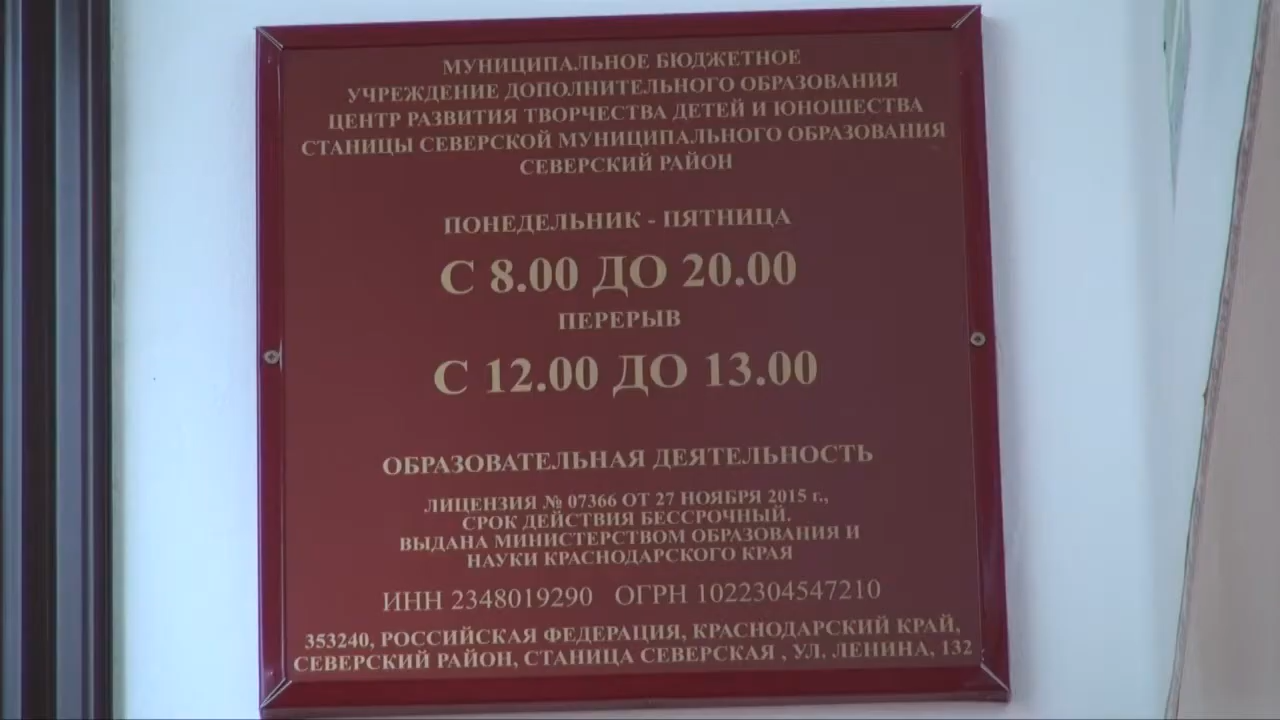 МУНИЦИПАЛЬНОЕ БЮДЖЕТНОЕ
УЧРЕЖДЕНИЕ ДОПОЛНИТЕЛЬНОГО ОБРАЗОВАНИЯ
ЦЕНТР РАЗВИТИЯ ТВОРЧЕСТВА ДЕТЕЙ И ЮНОШЕСТВА
СТАНИЦЫ СЕВЕРСКОЙ МУНИЦИПАЛЬНОГО ОБРАЗОВАНИЯ
СЕВЕРСКИЙ РАЙОН
ПОНЕДЕЛЬНИК - ПЯТНИЦА
С 8.00 ДО 20.00
ПЕРЕРЫВ
С 12.00 ДО 13.00
ОБРАЗОВАТЕЛЬНАЯ ДЕЯТЕЛЬНОСТЬ
ЛИЦЕНЗИЯ № 07366 ОТ 27 НОЯБРЯ 2015 г.,
СРОК ДЕЙСТВИЯ БЕССРОЧНЫЙ.
ВЫДАНА МИНИСТЕРСТВОМ ОБРАЗОВАНИЯ И
НАУКИ КРАСНОДАРСКОГО КРАЯ
ИНН 2348019290 ОГРН 1022304547210
353240, РОССИЙСКАЯ ФЕДЕРАЦИЯ, КРАСНОДАРСКИЙ КРАЙ,
СЕВЕРСКИЙ РАЙОН, СТАНИЦА СЕВЕРСКАЯ , УЛ. ЛЕНИНА, 132